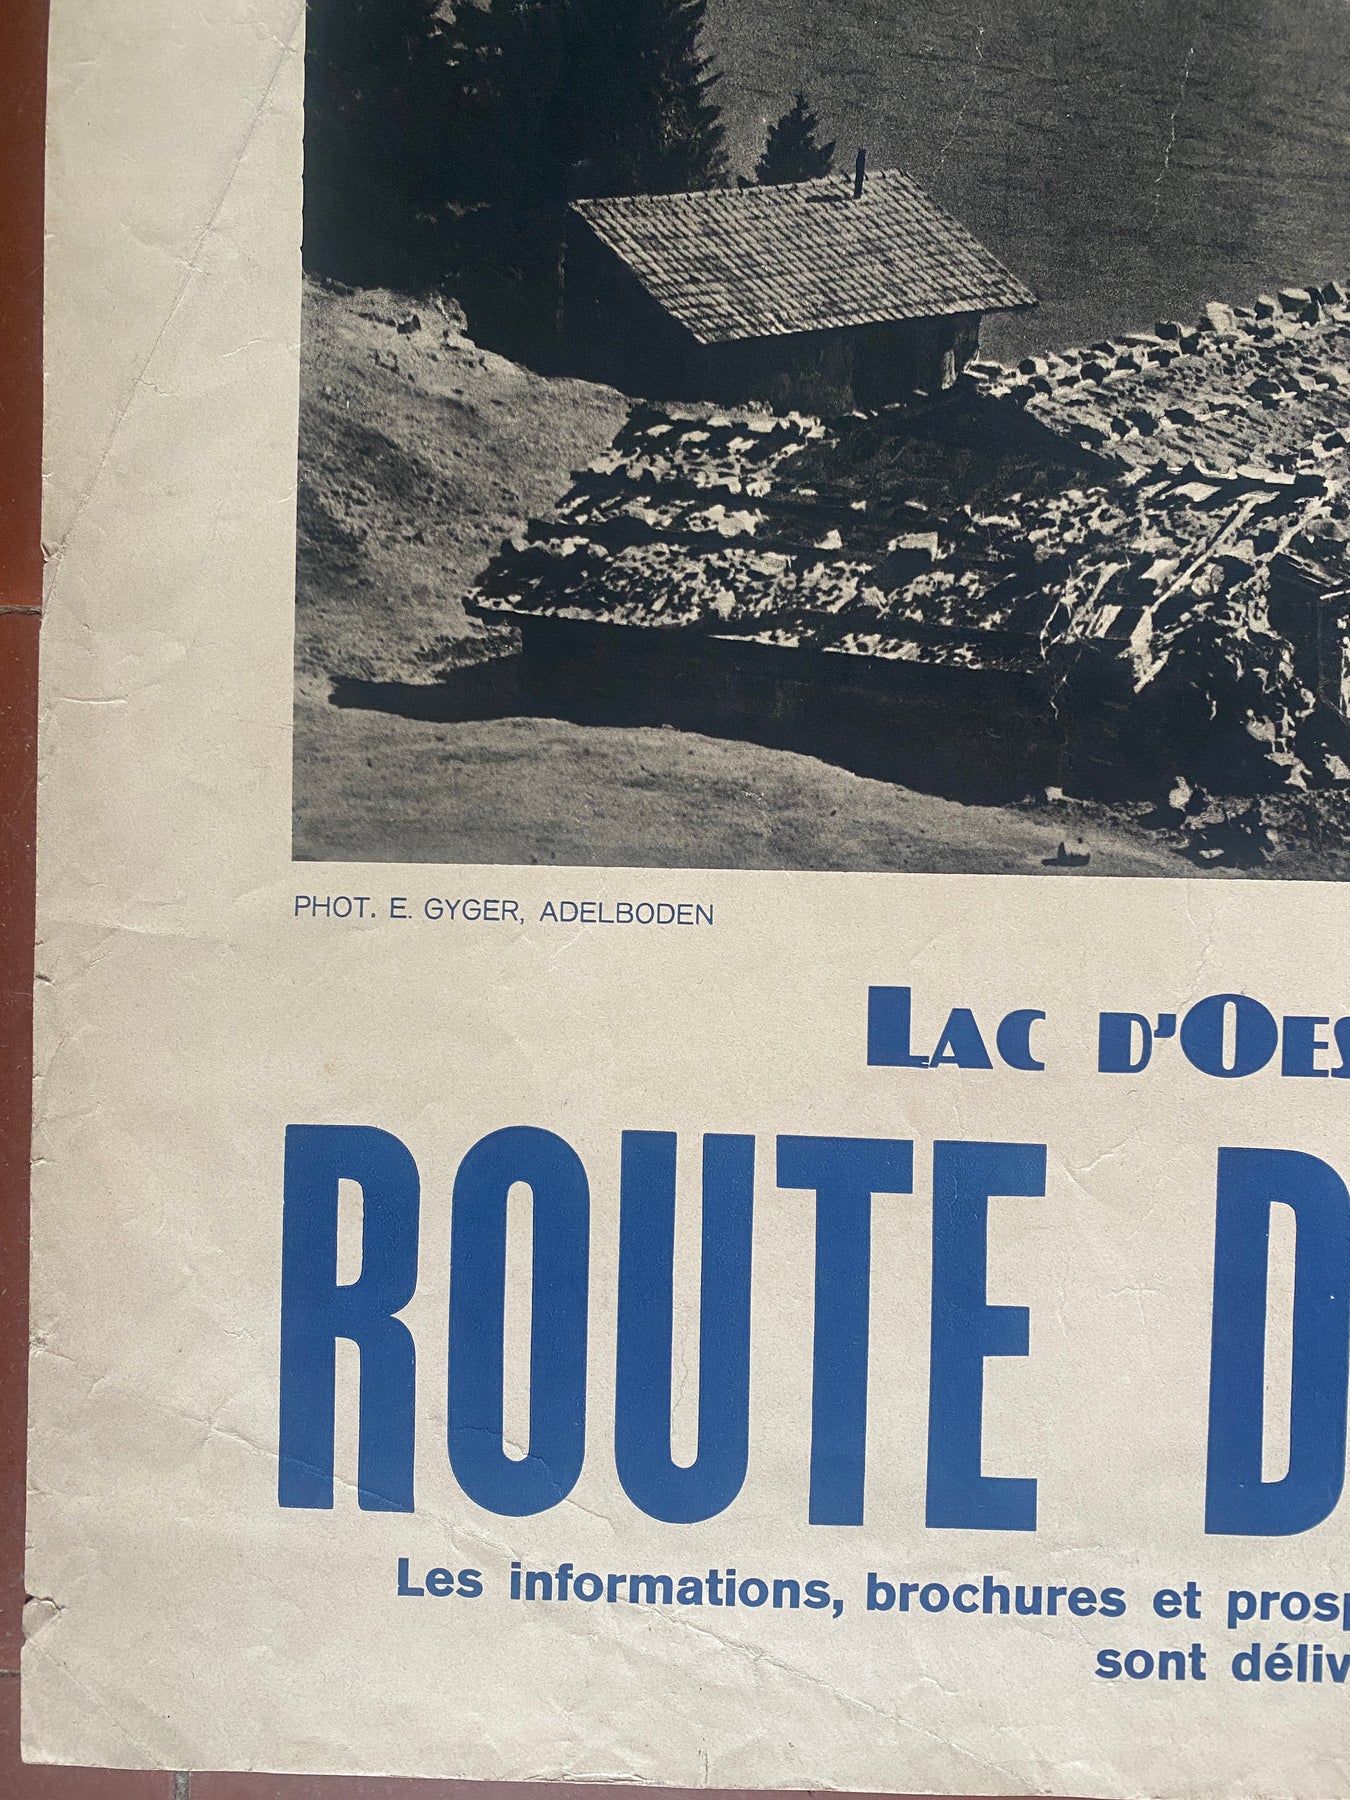 PHOT. E. GYGER, ADELBODEN
LAC D'OES
ROUTE D
Les informations, brochures et prosp
sont déliv